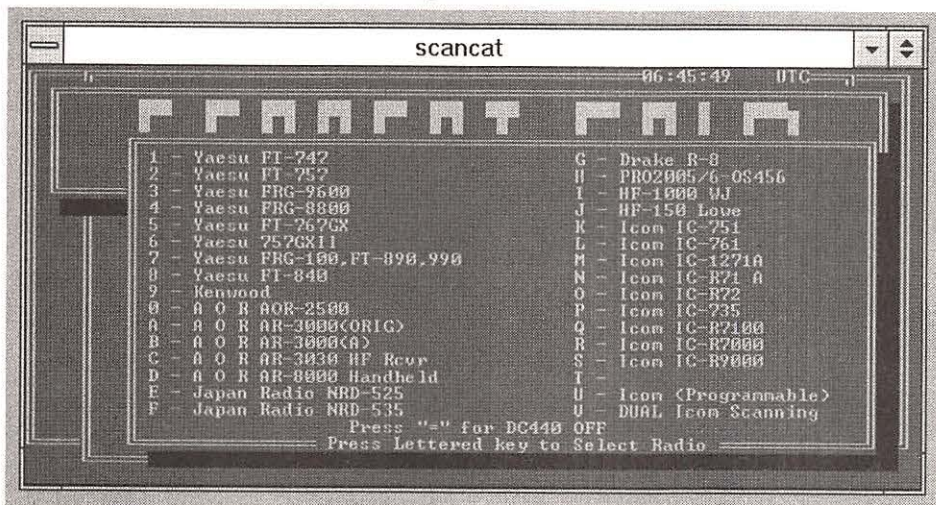 scancat
06:45:49 UTC
1 - Yaesu FT-747
2 - Yaesu FT-757
3 - Yaesu FRG-9600
4 - Yaesu FRG-8800
5 - Yaesu FT-767GX
6 - Yaesu 757GXII
7 - Yaesu FRG-100,FT-890,990
8 - Yaesu FT-840
9 - Kenwood
0 - A O R AOR-2500
A - A O R AR-3000(ORIG)
B - A O R AR-3000(A)
C - A O R AR-3030 HF Rcvr
D - A O R AR-8000 Handheld
E - Japan Radio NRD-525
F - Japan Radio NRD-535
G - Drake R-8
H - PRO2005/6-OS456
I - HF-1000 WJ
J - HF-150 Lowe
K - Icom IC-751
L - Icom IC-761
M - Icom IC-1271A
N - Icom IC-R71 A
O - Icom IC-R72
P - Icom IC-735
Q - Icom IC-R7100
R - Icom IC-R7000
S - Icom IC-R9000
T -
U - Icom (Programmable)
V - DUAL Icom Scanning
Press "=" for DC440 OFF
Press Lettered key to Select Radio